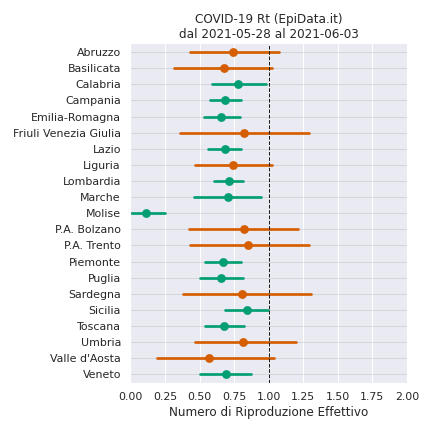 COVID-19 Rt (EpiData.it)
dal 2021-05-28 al 2021-06-03
Abruzzo
Basilicata
Calabria
Campania
Emilia-Romagna
Friuli Venezia Giulia
Lazio
Liguria
Lombardia
Marche
Molise
P.A. Bolzano
P.A. Trento
Piemonte
Puglia
Sardegna
Sicilia
Toscana
Umbria
Valle d'Aosta
Veneto
0.00 0.25 0.50 0.75 1.00 1.25 1.50 1.75 2.00
Numero di Riproduzione Effettivo